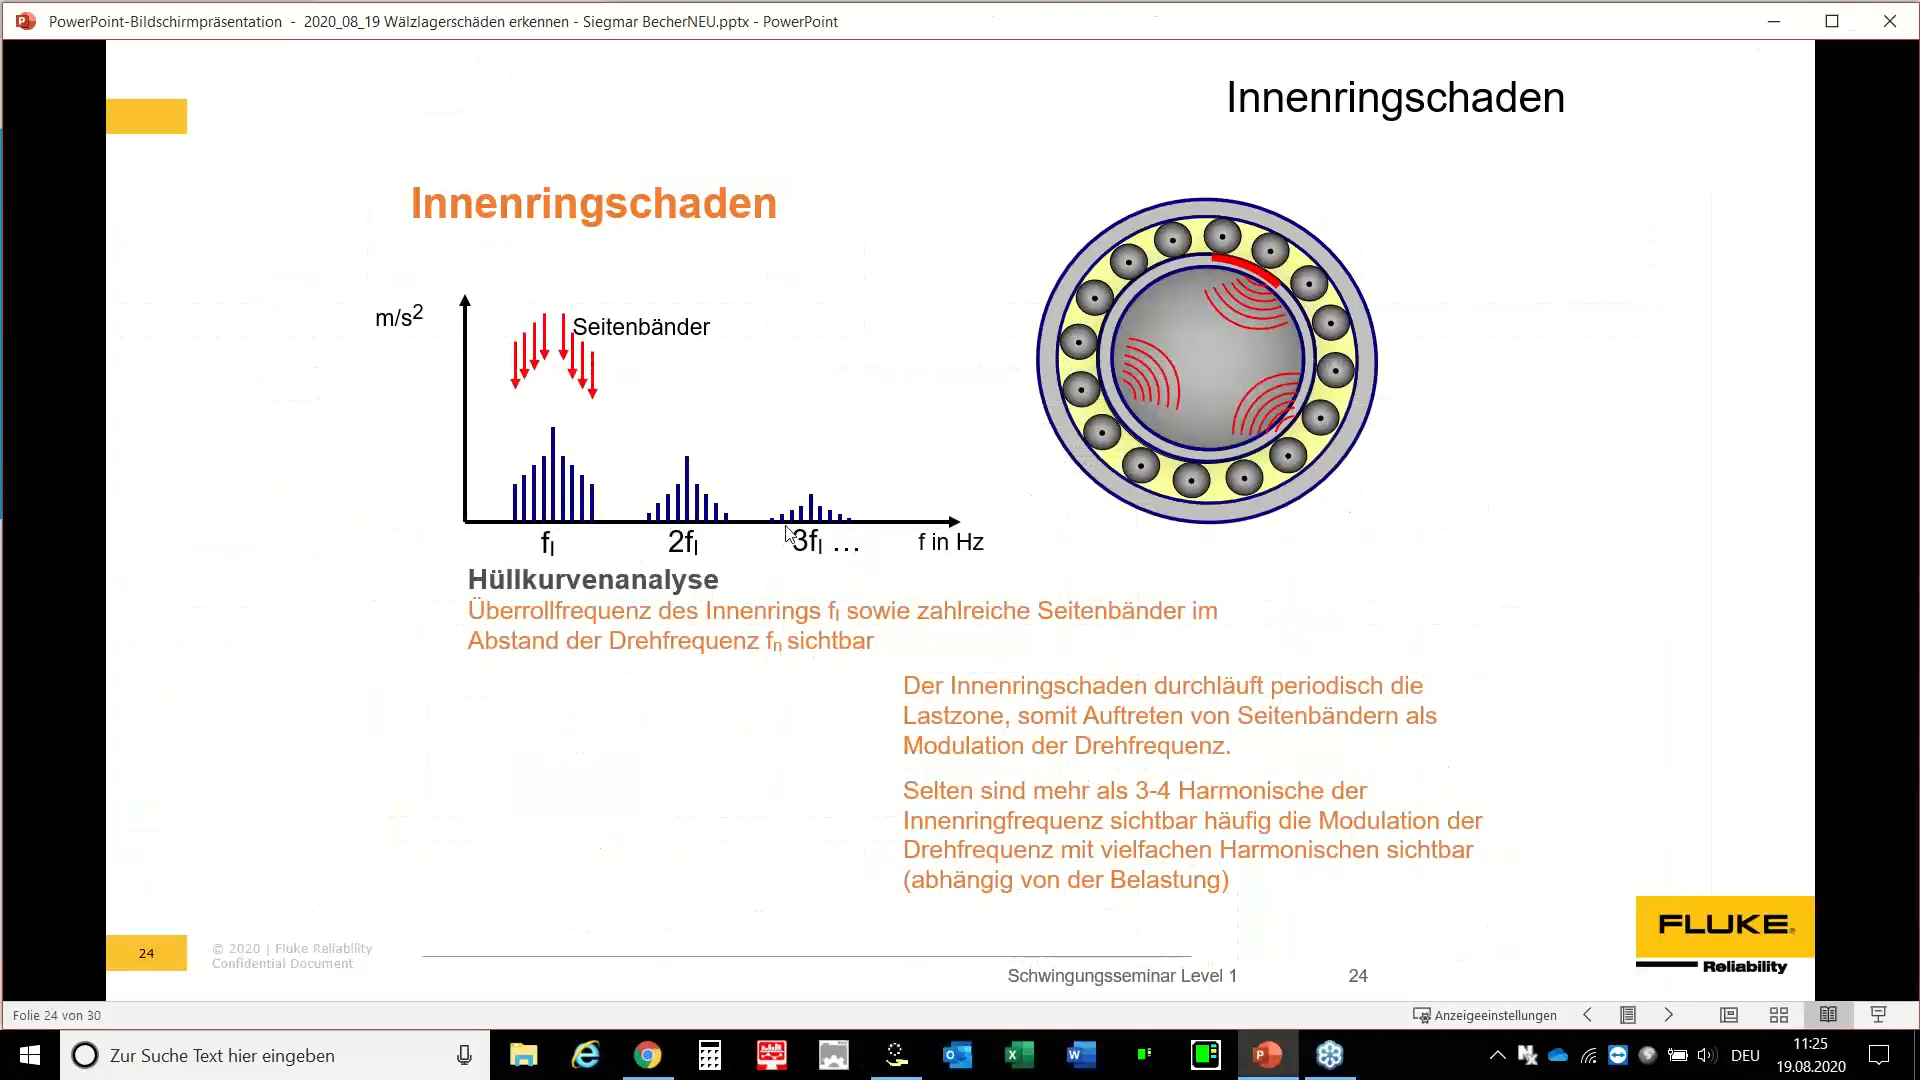 PowerPoint-Bildschirmpräsentation - 2020_08_19 Wälzlagerschäden erkennen - Siegmar BecherNEU.pptx - PowerPoint
Innenringschaden
Innenringschaden
m/s2
Seitenbänder
fI 2fI 3fI … f in Hz
Hüllkurvenanalyse
Überrollfrequenz des Innenrings fI sowie zahlreiche Seitenbänder im
Abstand der Drehfrequenz fn sichtbar
Der Innenringschaden durchläuft periodisch die
Lastzone, somit Auftreten von Seitenbändern als
Modulation der Drehfrequenz.
Selten sind mehr als 3-4 Harmonische der
Innenringfrequenz sichtbar häufig die Modulation der
Drehfrequenz mit vielfachen Harmonischen sichtbar
(abhängig von der Belastung)
FLUKE®
Reliability
24
© 2020 | Fluke Reliability
Confidential Document
Schwingungsseminar Level 1 24
Folie 24 von 30
Anzeigeeinstellungen
Zur Suche Text hier eingeben
DEU
11:25
19.08.2020